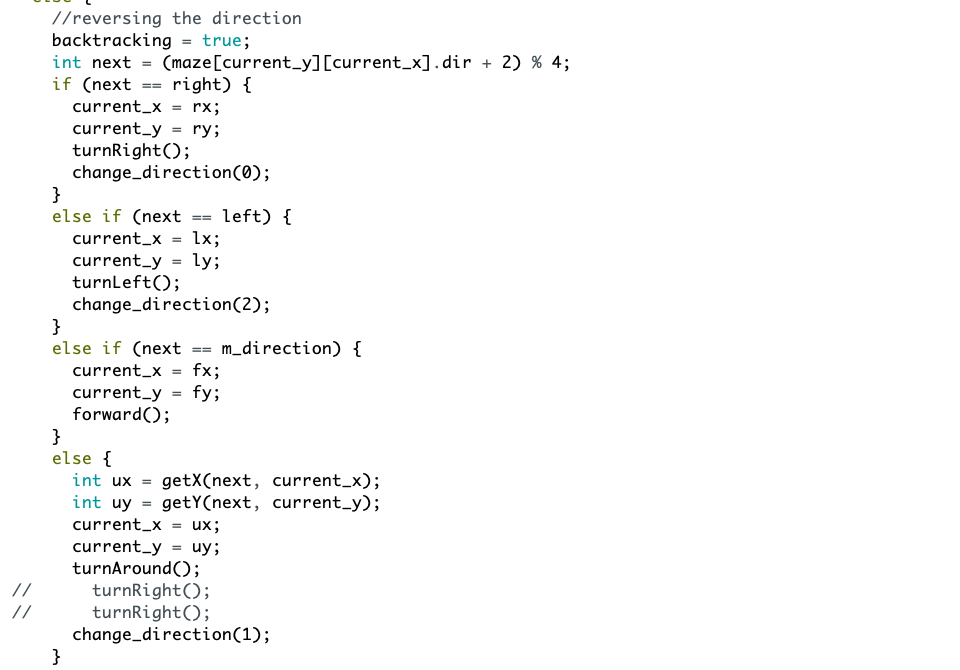 else {
//reversing the direction
backtracking = true;
int next = (maze[current_y][current_x].dir + 2) % 4;
if (next == right) {
current_x = rx;
current_y = ry;
turnRight();
change_direction(0);
}
else if (next == left) {
current_x = lx;
current_y = ly;
turnLeft();
change_direction(2);
}
else if (next == m_direction) {
current_x = fx;
current_y = fy;
forward();
}
else {
int ux = getX(next, current_x);
int uy = getY(next, current_y);
current_x = ux;
current_y = uy;
turnAround();
//      turnRight();
//      turnRight();
change_direction(1);
}